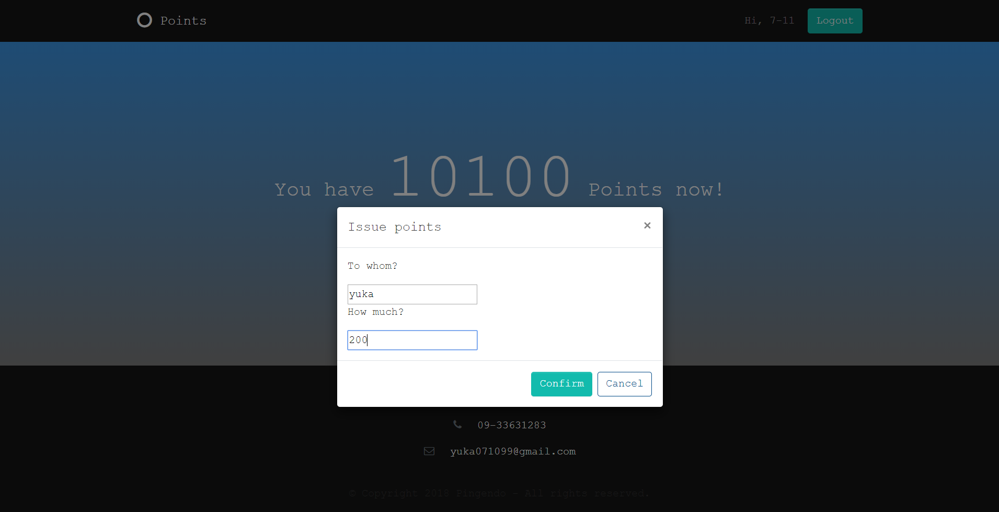 Points
Hi, 7-11
Logout
You have 10100 Points now!
Issue points
×
To whom?
yuka
How much?
200
Confirm
Cancel
09-33631283
yuka071099@gmail.com
© Copyright 2018 Pingendo - All rights reserved.